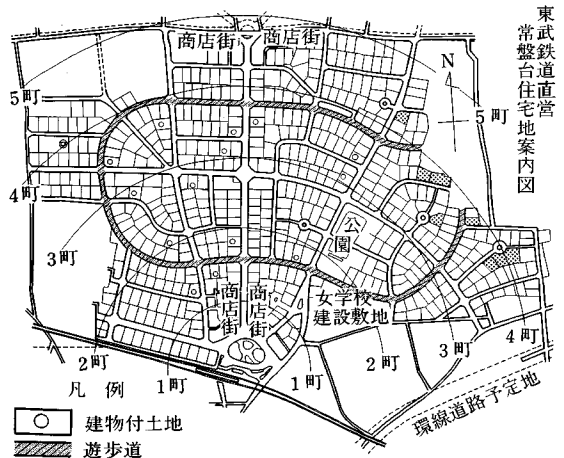 東武鉄道直営
常盤台住宅地案内図
商店街
商店街
N
5町
5町
4町
3町
公園
商店街
商店街
女学校
建設敷地
2町
1町
1町
2町
3町
4町
環線道路予定地
凡例
建物付土地
遊歩道